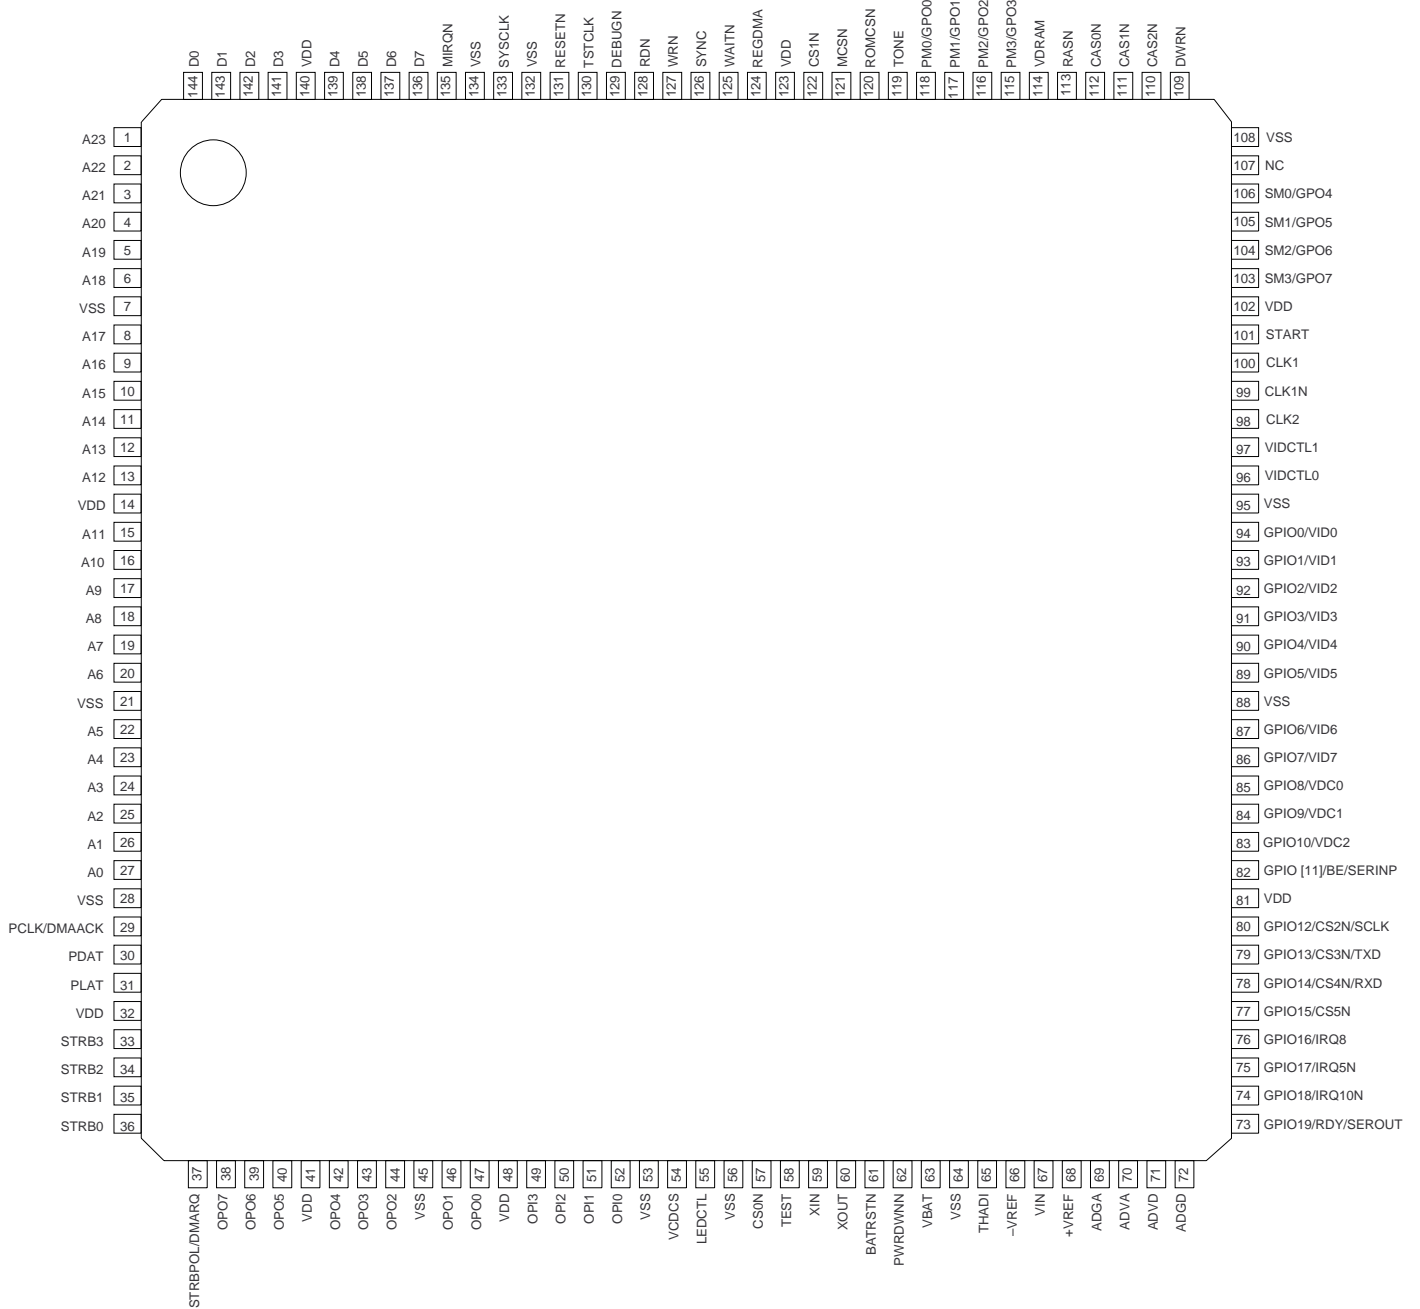 144 D0
143 D1
142 D2
141 D3
140 VDD
139 D4
138 D5
137 D6
136 D7
135 MIRQN
134 VSS
133 SYSCLK
132 VSS
131 RESETN
130 TSTCLK
129 DEBUGN
128 RDN
127 WRN
126 SYNC
125 WAITN
124 REGDMA
123 VDD
122 CS1N
121 MCSN
120 ROMCSN
119 TONE
118 PM0/GPO0
117 PM1/GPO1
116 PM2/GPO2
115 PM3/GPO3
114 VDRAM
113 RASN
112 CAS0N
111 CAS1N
110 CAS2N
109 DWRN
A23 1
A22 2
A21 3
A20 4
A19 5
A18 6
VSS 7
A17 8
A16 9
A15 10
A14 11
A13 12
A12 13
VDD 14
A11 15
A10 16
A9 17
A8 18
A7 19
A6 20
VSS 21
A5 22
A4 23
A3 24
A2 25
A1 26
A0 27
VSS 28
PCLK/DMAACK 29
PDAT 30
PLAT 31
VDD 32
STRB3 33
STRB2 34
STRB1 35
STRB0 36
108 VSS
107 NC
106 SM0/GPO4
105 SM1/GPO5
104 SM2/GPO6
103 SM3/GPO7
102 VDD
101 START
100 CLK1
99 CLK1N
98 CLK2
97 VIDCTL1
96 VIDCTL0
95 VSS
94 GPIO0/VID0
93 GPIO1/VID1
92 GPIO2/VID2
91 GPIO3/VID3
90 GPIO4/VID4
89 GPIO5/VID5
88 VSS
87 GPIO6/VID6
86 GPIO7/VID7
85 GPIO8/VDC0
84 GPIO9/VDC1
83 GPIO10/VDC2
82 GPIO [11]/BE/SERINP
81 VDD
80 GPIO12/CS2N/SCLK
79 GPIO13/CS3N/TXD
78 GPIO14/CS4N/RXD
77 GPIO15/CS5N
76 GPIO16/IRQ8
75 GPIO17/IRQ5N
74 GPIO18/IRQ10N
73 GPIO19/RDY/SEROUT
STRBPOL/DMARQ 37
OPO7 38
OPO6 39
OPO5 40
VDD 41
OPO4 42
OPO3 43
OPO2 44
VSS 45
OPO1 46
OPO0 47
VDD 48
OPI3 49
OPI2 50
OPI1 51
OPI0 52
VSS 53
VCDCS 54
LEDCTL 55
VSS 56
CS0N 57
TEST 58
XIN 59
XOUT 60
BATRSTN 61
PWRDWNN 62
VBAT 63
VSS 64
THADI 65
–VREF 66
VIN 67
+VREF 68
ADGA 69
ADVA 70
ADVD 71
ADGD 72